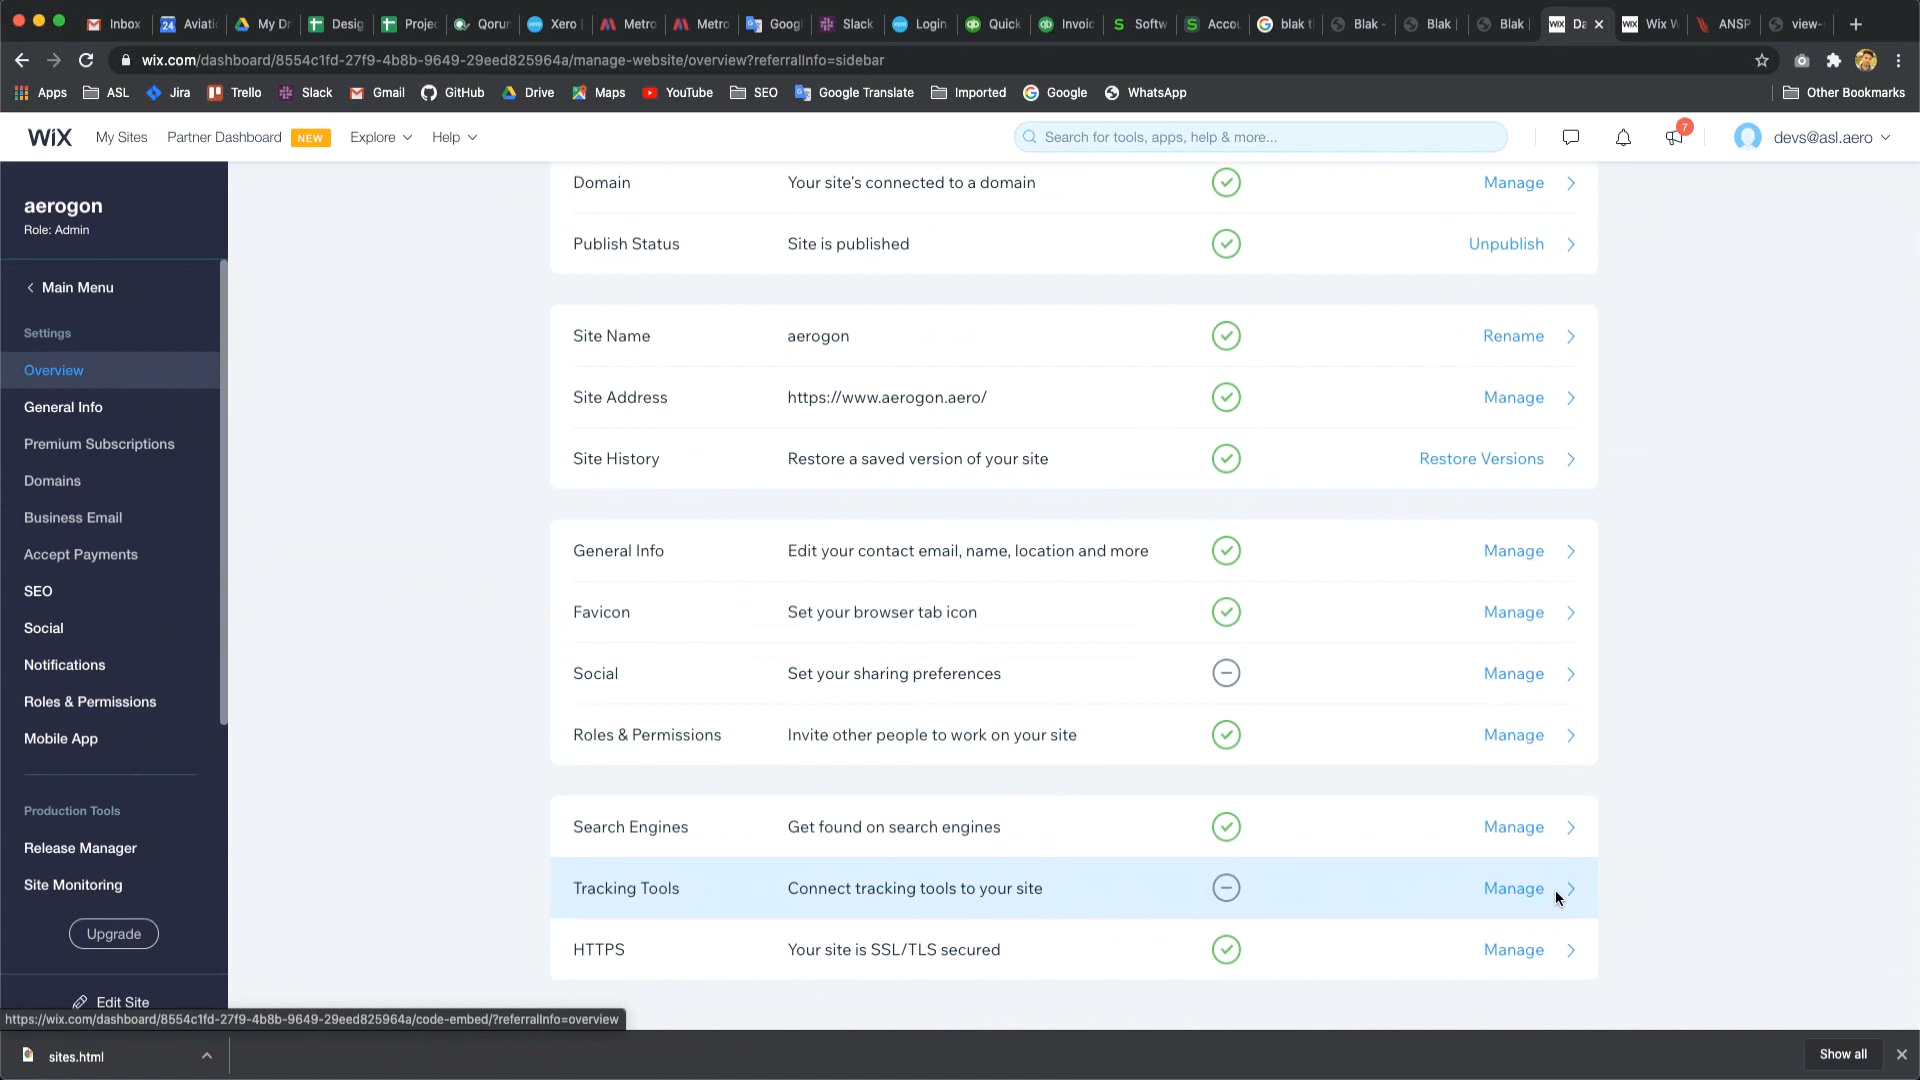 Inbox Aviatic My Dr Desig Projec Qorun Xero Metro Metro Googl Slack Login Quick Invoic Softw Accou blak t Blak - Blak Blak Da Wix W ANSP view-
wix.com/dashboard/8554c1fd-27f9-4b8b-9649-29eed825964a/manage-website/overview?referralInfo=sidebar
Apps ASL Jira Trello Slack Gmail GitHub Drive Maps YouTube SEO Google Translate Imported Google WhatsApp Other Bookmarks
WiX My Sites Partner Dashboard NEW Explore Help Search for tools, apps, help & more... 7 devs@asl.aero
aerogon
Role: Admin
Main Menu
Settings
Overview
General Info
Premium Subscriptions
Domains
Business Email
Accept Payments
SEO
Social
Notifications
Roles & Permissions
Mobile App
Production Tools
Release Manager
Site Monitoring
Upgrade
Edit Site
Domain Your site's connected to a domain Manage
Publish Status Site is published Unpublish
Site Name aerogon Rename
Site Address https://www.aerogon.aero/ Manage
Site History Restore a saved version of your site Restore Versions
General Info Edit your contact email, name, location and more Manage
Favicon Set your browser tab icon Manage
Social Set your sharing preferences Manage
Roles & Permissions Invite other people to work on your site Manage
Search Engines Get found on search engines Manage
Tracking Tools Connect tracking tools to your site Manage
HTTPS Your site is SSL/TLS secured Manage
https://wix.com/dashboard/8554c1fd-27f9-4b8b-9649-29eed825964a/code-embed/?referralInfo=overview
sites.html Show all